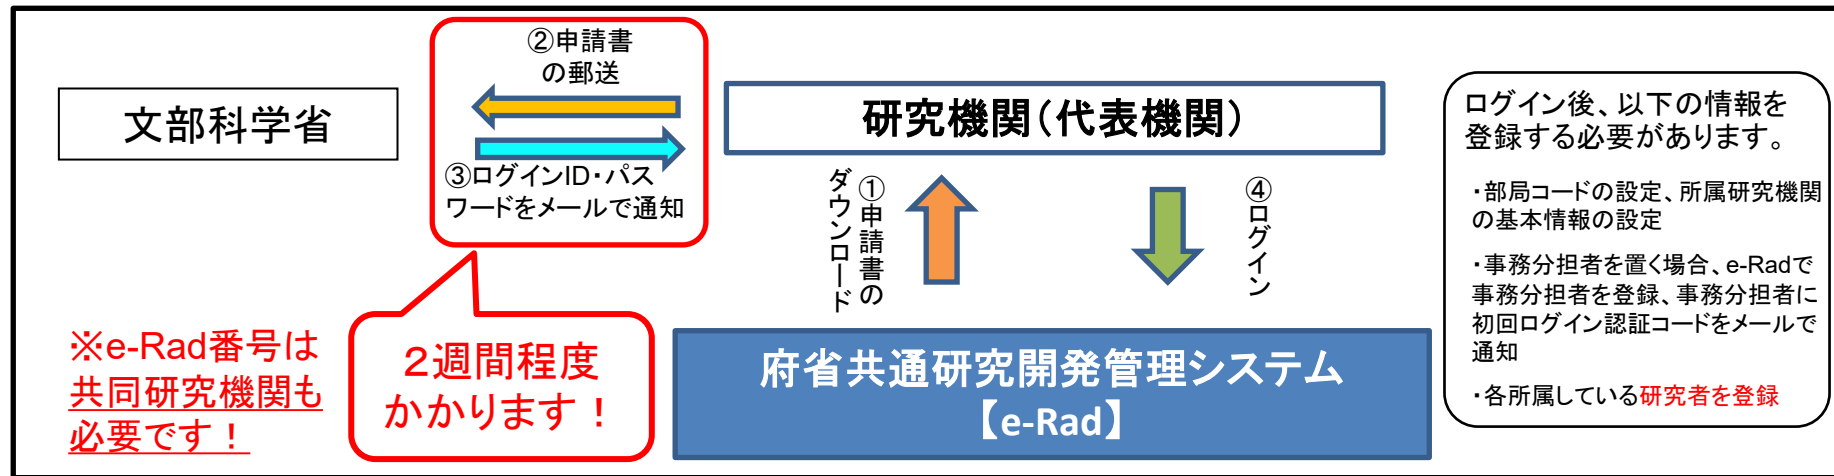 文部科学省
②申請書
の郵送
③ログインID・パス
ワードをメールで通知
研究機関(代表機関)
①申請書の
ダウンロード
④ログイン
府省共通研究開発管理システム
【e-Rad】
2週間程度
かかります！
※e-Rad番号は
共同研究機関も
必要です！
ログイン後、以下の情報を
登録する必要があります。
・部局コードの設定、所属研究機関
の基本情報の設定
・事務分担者を置く場合、e-Radで
事務分担者を登録、事務分担者に
初回ログイン認証コードをメールで
通知
・各所属している研究者を登録